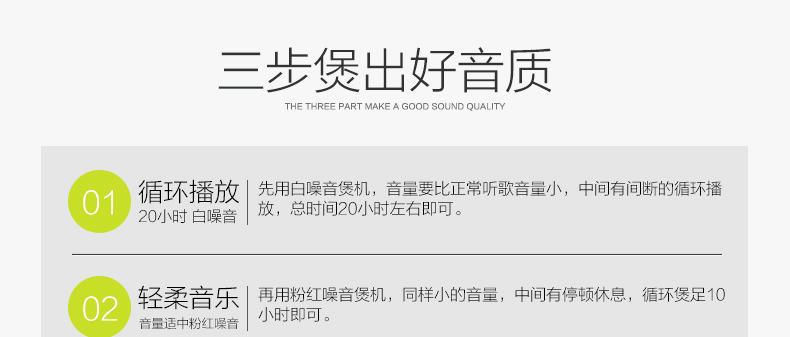 三步煲出好音质
THE THREE PART MAKE A GOOD SOUND QUALITY
01
循环播放
20小时 白噪音
先用白噪音煲机，音量要比正常听歌音量小，中间有间断的循环播
放，总时间20小时左右即可。
02
轻柔音乐
音量适中粉红噪音
再用粉红噪音煲机，同样小的音量，中间有停顿休息，循环煲足10
小时即可。